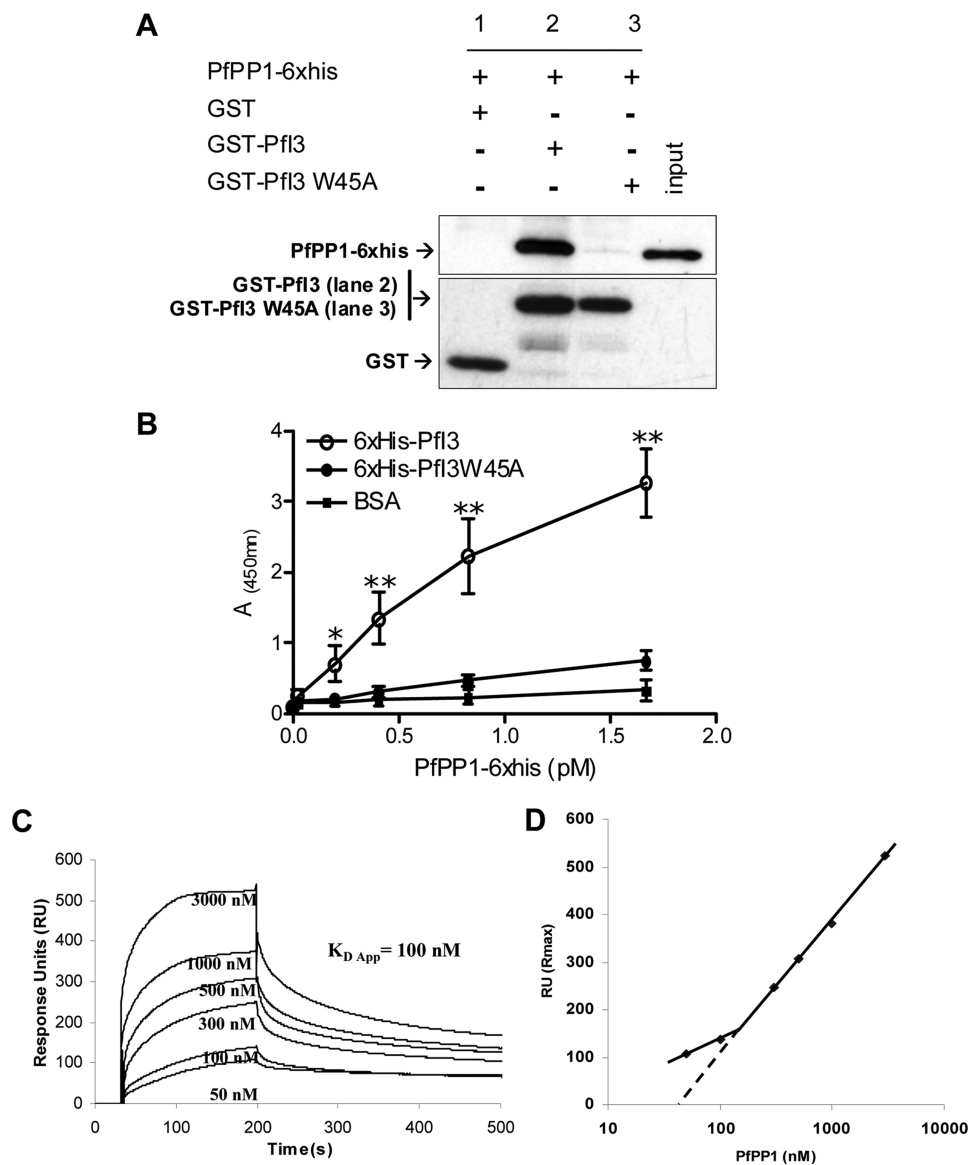 A
1 2 3
PfPP1-6xhis + + +
GST + - -
GST-PfI3 - + -
GST-PfI3 W45A - - +
input
PfPP1-6xhis →
GST-PfI3 (lane 2)
GST-PfI3 W45A (lane 3) →
GST →
B
6xHis-PfI3
6xHis-PfI3W45A
BSA
* ** ** **
A (450mn)
4
3
2
1
0
0.0 0.5 1.0 1.5 2.0
PfPP1-6xhis (pM)
C
Response Units (RU)
600
500
400
300
200
100
0
3000 nM
1000 nM
500 nM
300 nM
100 nM
50 nM
KD App= 100 nM
0 100 200 300 400 500
Time(s)
D
RU (Rmax)
600
500
400
300
200
100
0
10 100 1000 10000
PfPP1 (nM)